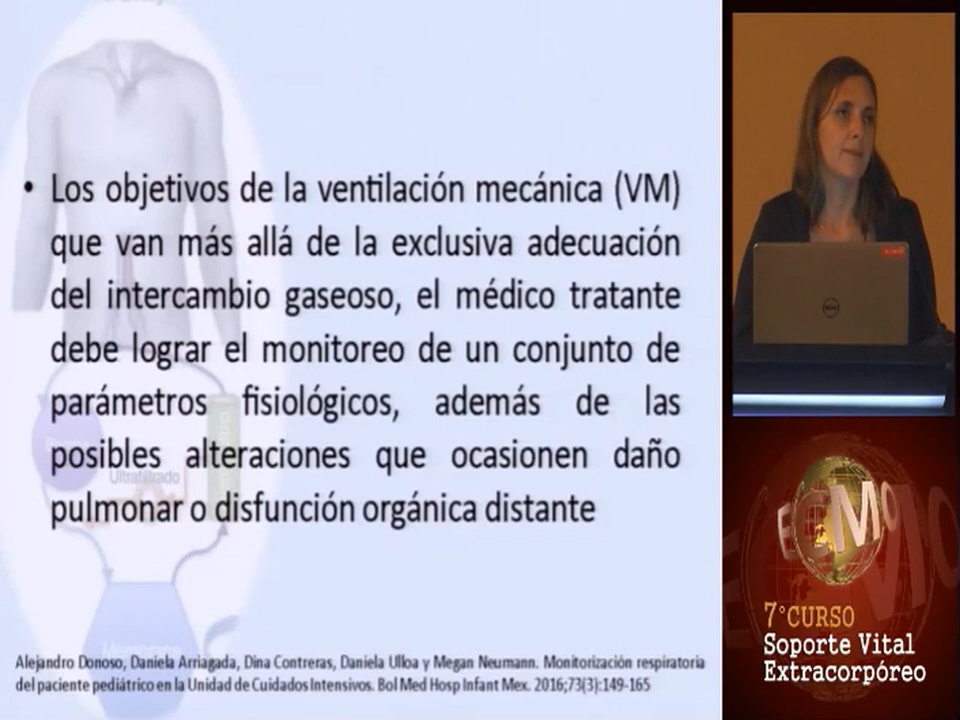 • Los objetivos de la ventilación mecánica (VM)
que van más allá de la exclusiva adecuación
del intercambio gaseoso, el médico tratante
debe lograr el monitoreo de un conjunto de
parámetros fisiológicos, además de las
posibles alteraciones que ocasionen daño
pulmonar o disfunción orgánica distante
Ultrafiltrado
Membrane
Alejandro Donoso, Daniela Arriagada, Dina Contreras, Daniela Ulloa y Megan Neumann. Monitorización respiratoria
del paciente pediátrico en la Unidad de Cuidados Intensivos. Bol Med Hosp Infant Mex. 2016;73(3):149-165
DELL
ECMO
7°CURSO
Soporte Vital
Extracorpóreo